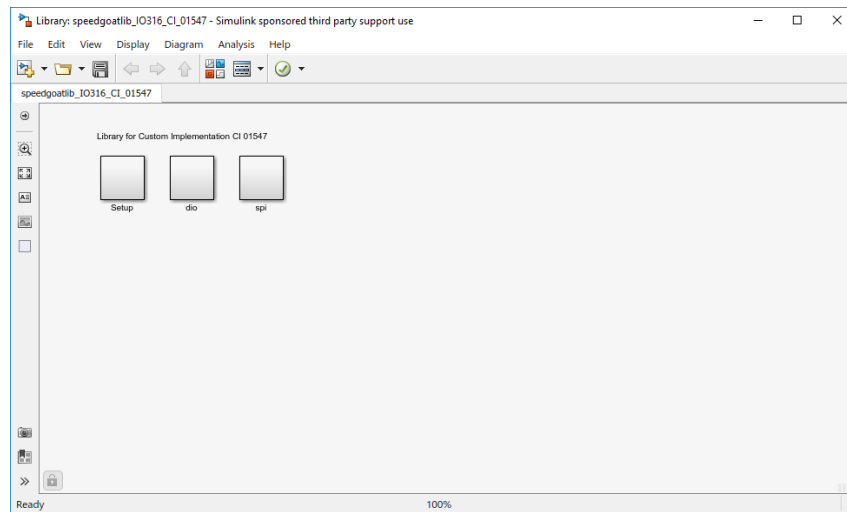 Library: speedgoatlib_IO316_CI_01547 - Simulink sponsored third party support use
File Edit View Display Diagram Analysis Help
speedgoatlib_IO316_CI_01547
Library for Custom Implementation CI 01547
Setup dio spi
Ready 100%